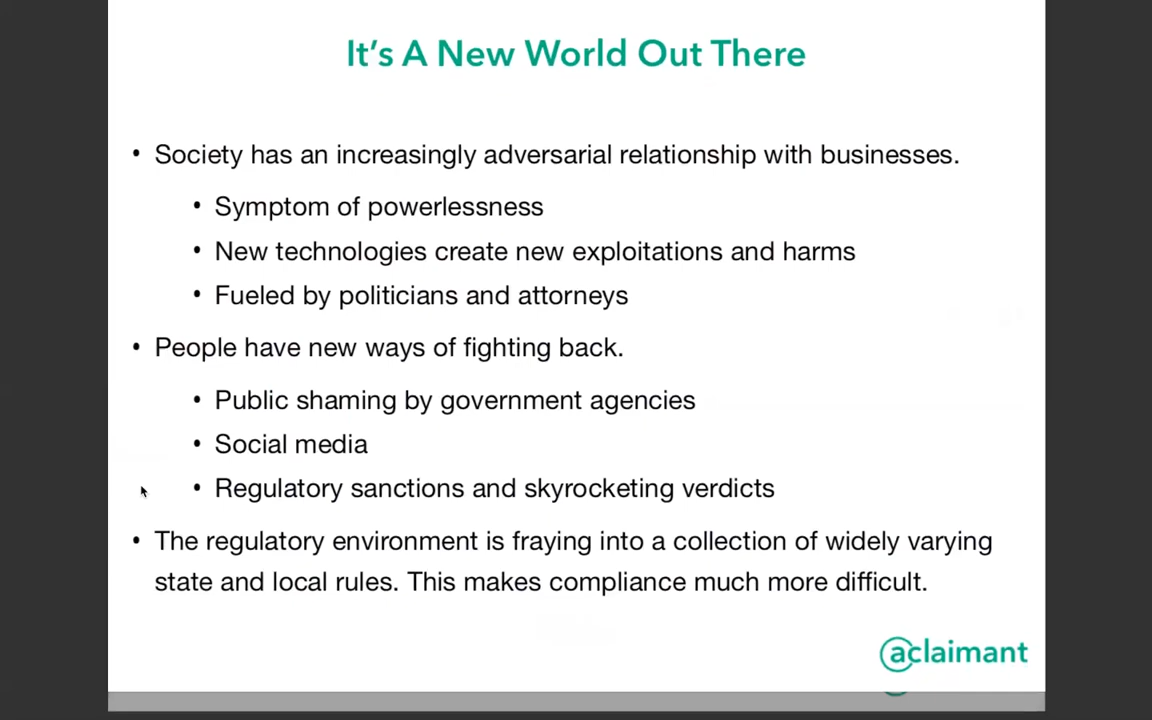 It's A New World Out There
• Society has an increasingly adversarial relationship with businesses.
• Symptom of powerlessness
• New technologies create new exploitations and harms
• Fueled by politicians and attorneys
• People have new ways of fighting back.
• Public shaming by government agencies
• Social media
• Regulatory sanctions and skyrocketing verdicts
• The regulatory environment is fraying into a collection of widely varying
state and local rules. This makes compliance much more difficult.
@claimant